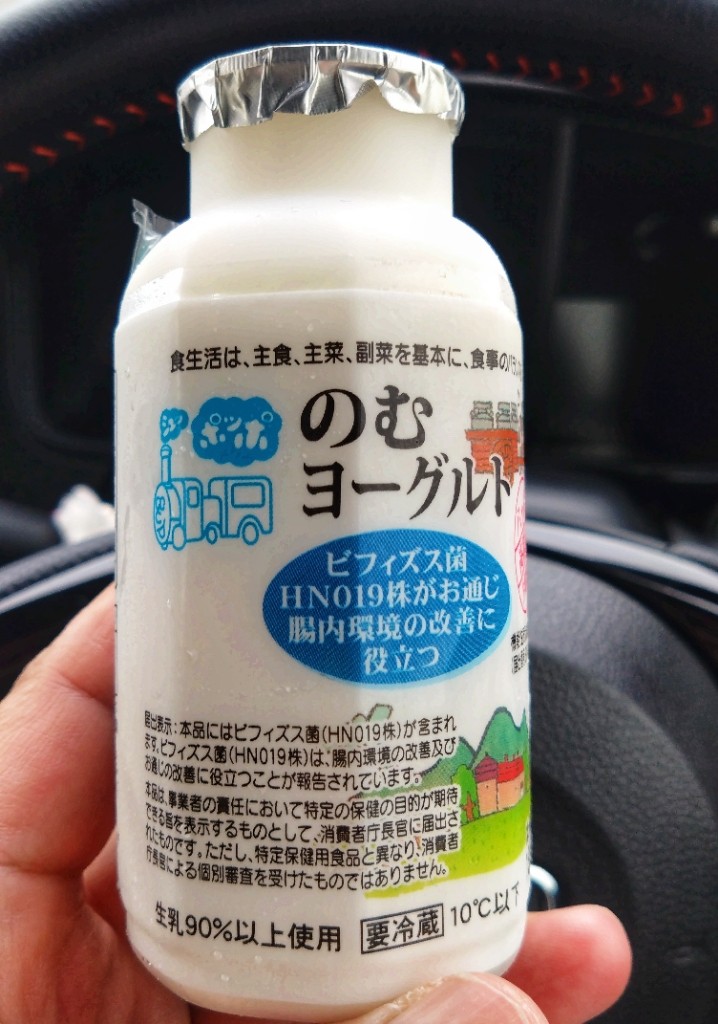 食生活は、主食、主菜、副菜を基本に、食事のバラン
ポッポ
のむ
ヨーグルト
ビフィズス菌
HN019株がお通じ
腸内環境の改善に
役立つ
届出表示：本品にはビフィズス菌(HN019株)が含まれ
ます。ビフィズス菌(HN019株)は、腸内環境の改善及び
お通じの改善に役立つことが報告されています。
本品は、事業者の責任において特定の保健の目的が期待
できる旨を表示するものとして、消費者庁長官に届出さ
れたものです。ただし、特定保健用食品と異なり、消費者
庁長官による個別審査を受けたものではありません。
生乳90%以上使用 要冷蔵 10℃以下